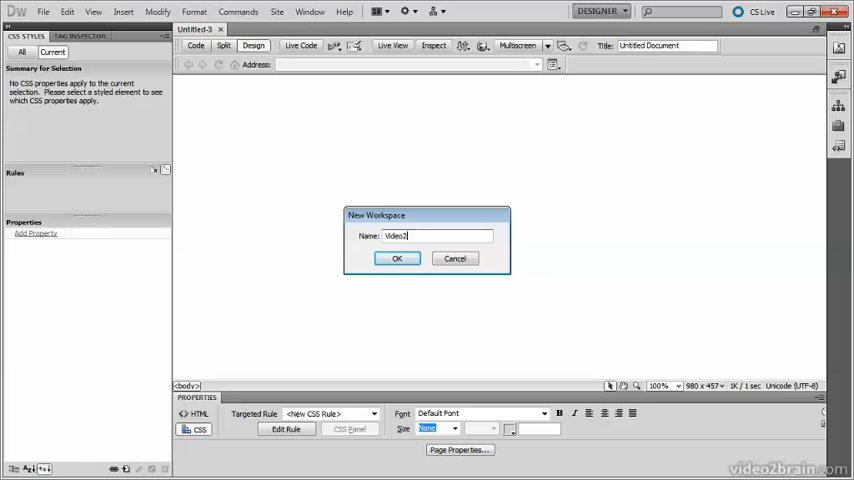 DW File Edit View Insert Modify Format Commands Site Window Help DESIGNER CS Live
CSS STYLES TAG INSPECTOR
All Current
Summary for Selection
No CSS properties apply to the current
selection. Please select a styled element to see
which CSS properties apply.
Rules
Properties
Add Property
Untitled-3
Code Split Design Live Code Live View Inspect Multiscreen Title: Untitled Document
Address:
New Workspace
Name: Video2
OK Cancel
<body> 100% 980 x 457 1K / 1 sec Unicode (UTF-8)
PROPERTIES
HTML Targeted Rule <New CSS Rule> Font Default Font B I
CSS Edit Rule CSS Panel Size None
Page Properties...
video2brain.com